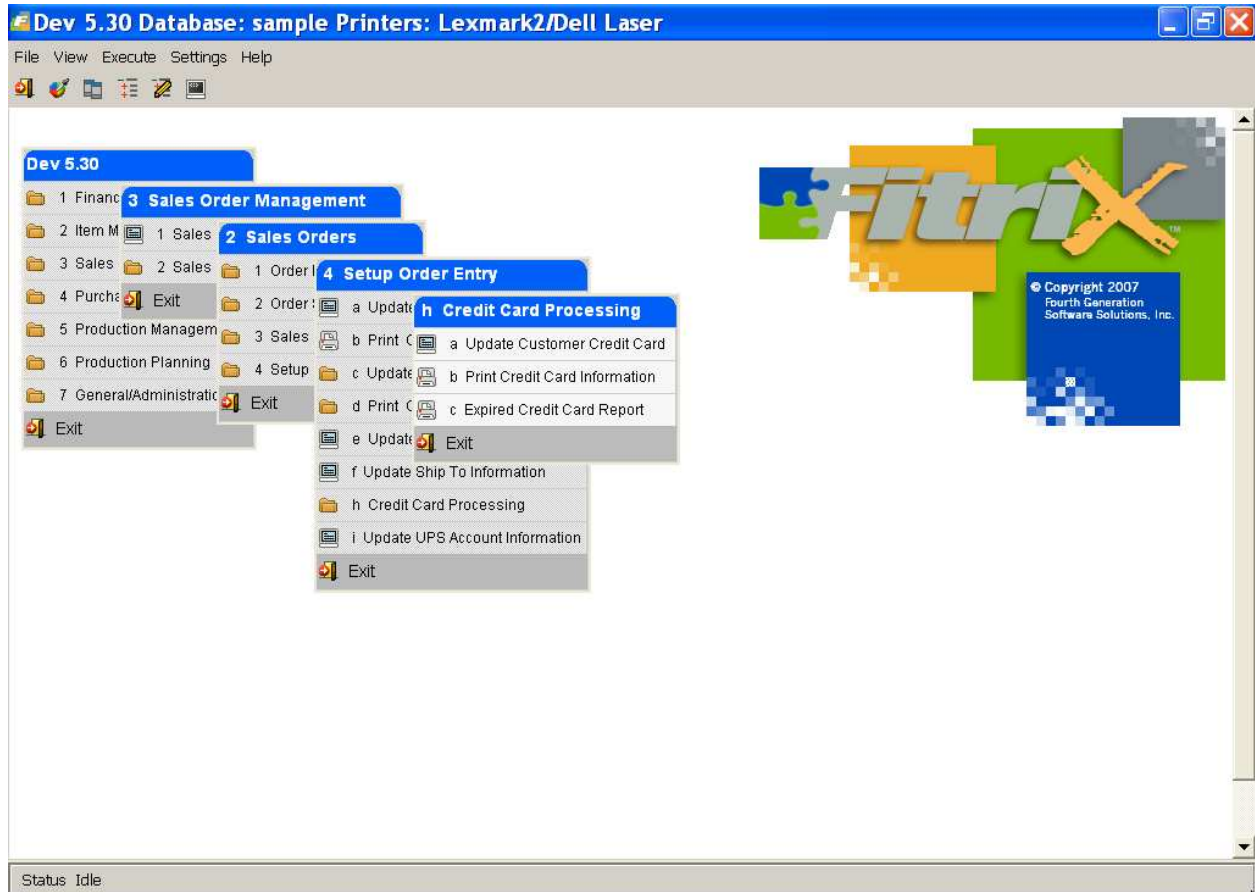 Dev 5.30 Database: sample Printers: Lexmark2/Dell Laser
File View Execute Settings Help
Dev 5.30
1 Financ
2 Item M
3 Sales
4 Purcha
5 Production Managem
6 Production Planning
7 General/Administratic
Exit
3 Sales Order Management
1 Sales
2 Sales
Exit
2 Sales Orders
1 Order I
2 Order
3 Sales
4 Setup
Exit
4 Setup Order Entry
a Update
b Print C
c Update
d Print C
e Update
f Update Ship To Information
h Credit Card Processing
i Update UPS Account Information
Exit
h Credit Card Processing
a Update Customer Credit Card
b Print Credit Card Information
c Expired Credit Card Report
Exit
FitriX
TM
© Copyright 2007
Fourth Generation
Software Solutions, Inc.
Status Idle